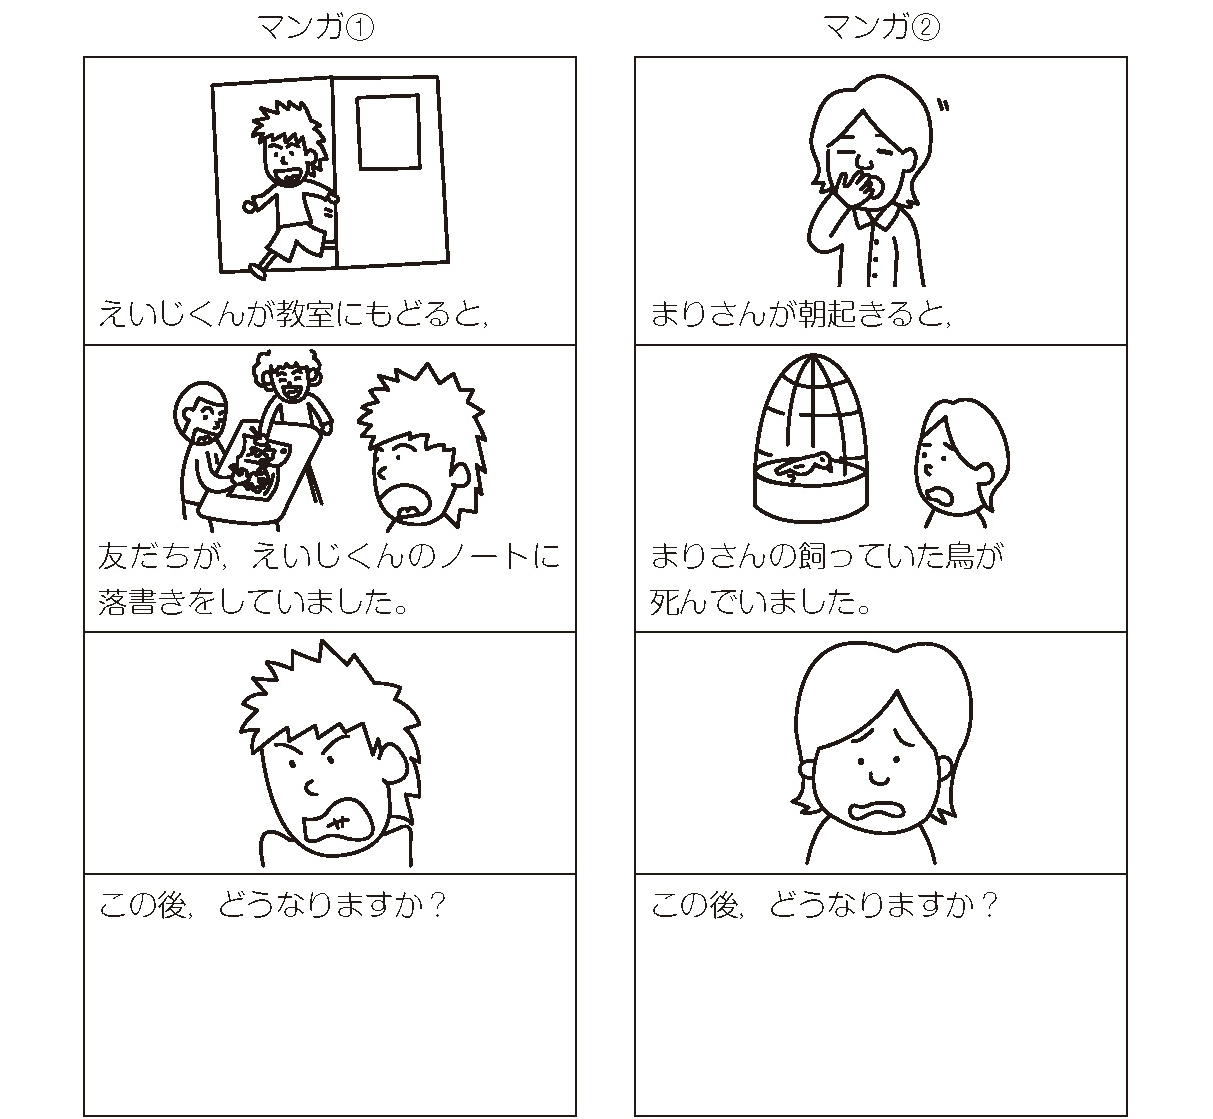 マンガ①
えいじくんが教室にもどると,
友だちが, えいじくんのノートに
落書きをしていました。
この後, どうなりますか？
マンガ②
まりさんが朝起きると,
まりさんの飼っていた鳥が
死んでいました。
この後, どうなりますか？